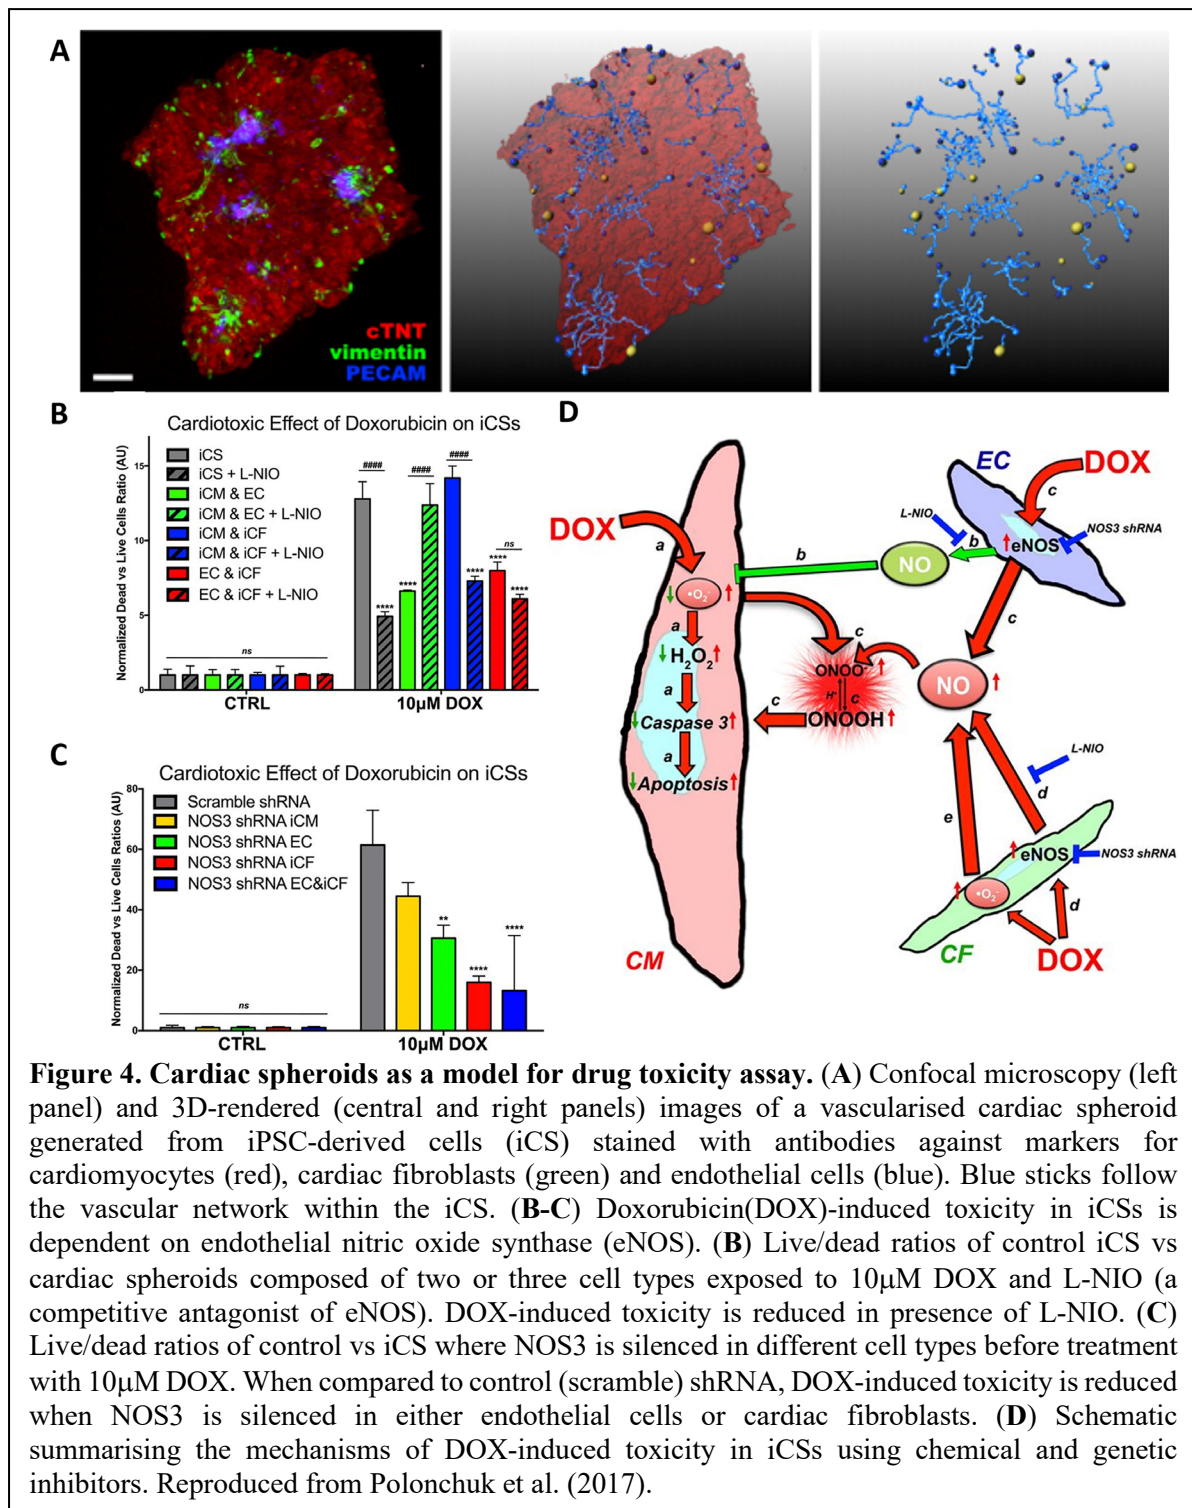 A
cTNT
vimentin
PECAM
B
Cardiotoxic Effect of Doxorubicin on iCSs
Normalized Dead vs Live Cells Ratio (AU)
15
10
5
0
iCS
iCS + L-NIO
iCM & EC
iCM & EC + L-NIO
iCM & iCF
iCM & iCF + L-NIO
EC & iCF
EC & iCF + L-NIO
ns
####
####
####
ns
****
****
****
****
****
CTRL
10µM DOX
C
Cardiotoxic Effect of Doxorubicin on iCSs
Normalized Dead vs Live Cells Ratios (AU)
80
60
40
20
0
Scramble shRNA
NOS3 shRNA iCM
NOS3 shRNA EC
NOS3 shRNA iCF
NOS3 shRNA EC&iCF
ns
**
****
****
CTRL
10µM DOX
D
EC
DOX
c
L-NIO
NOS3 shRNA
eNOS
b
NO
b
DOX
a
•O₂⁻
a
H₂O₂
a
Caspase 3
a
Apoptosis
CM
c
c
ONOO⁻
H⁺
c
ONOOH
c
c
NO
L-NIO
d
e
eNOS
NOS3 shRNA
•O₂⁻
d
CF
DOX
Figure 4. Cardiac spheroids as a model for drug toxicity assay. (A) Confocal microscopy (left
panel) and 3D-rendered (central and right panels) images of a vascularised cardiac spheroid
generated from iPSC-derived cells (iCS) stained with antibodies against markers for
cardiomyocytes (red), cardiac fibroblasts (green) and endothelial cells (blue). Blue sticks follow
the vascular network within the iCS. (B-C) Doxorubicin(DOX)-induced toxicity in iCSs is
dependent on endothelial nitric oxide synthase (eNOS). (B) Live/dead ratios of control iCS vs
cardiac spheroids composed of two or three cell types exposed to 10µM DOX and L-NIO (a
competitive antagonist of eNOS). DOX-induced toxicity is reduced in presence of L-NIO. (C)
Live/dead ratios of control vs iCS where NOS3 is silenced in different cell types before treatment
with 10µM DOX. When compared to control (scramble) shRNA, DOX-induced toxicity is reduced
when NOS3 is silenced in either endothelial cells or cardiac fibroblasts. (D) Schematic
summarising the mechanisms of DOX-induced toxicity in iCSs using chemical and genetic
inhibitors. Reproduced from Polonchuk et al. (2017).